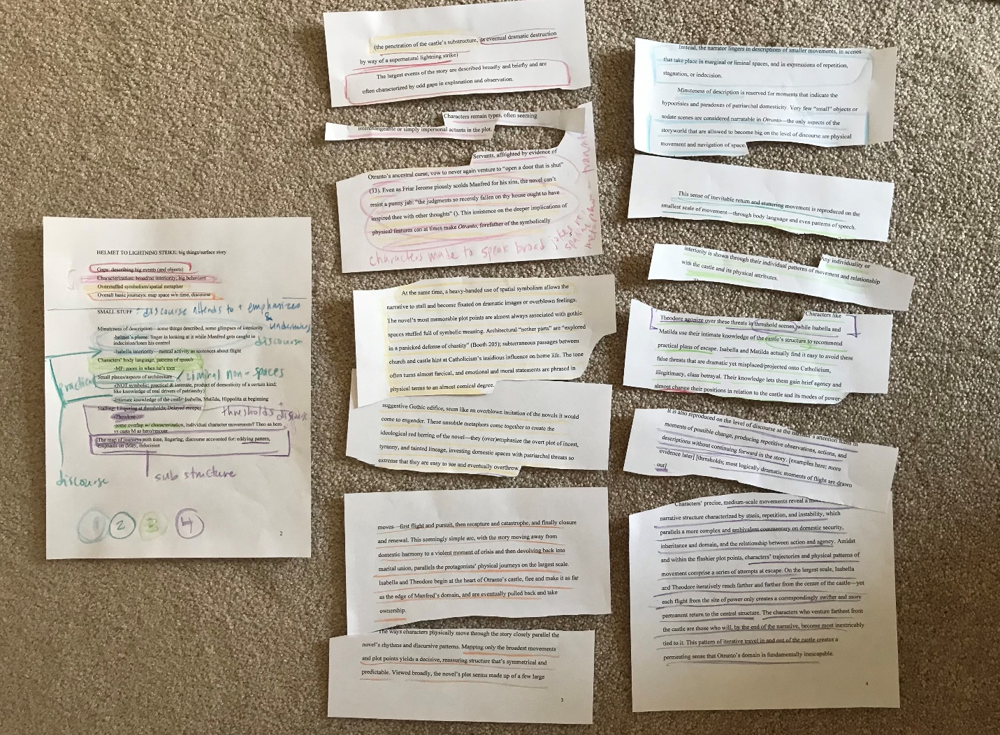 HELMET TO LIGHTNING STRIKE: big things/surface story
Gaps: describing big events (and objects)
Characterization: broad/no interiority; big behaviors
Overstuffed symbolism/spatial metaphor
Overall basic journeys: map space w/o time, discourse
SMALL STUFF : discourse attends to + emphasizes
& undermines
Minuteness of description—some things described, some glimpses of interiority
-helmet's plume: linger in looking at it while Manfred gets caught in
indecision/loses his control
discourse
-Isabella interiority—mental activity as sentences about flight
Characters' body language, patterns of speech
-MF: zoom in when he's torn
Small places/aspects of architecture / liminal non-spaces
practical
-(NOT symbolic; practical & intimate, product of domesticity of a certain kind;
like knowledge of real drivers of patriarchy)
-intimate knowledge of the castle-Isabella, Matilda, Hippolita at beginning
Stalling; Lingering at thresholds; Delayed escapes
thresholds +
-Theodore
-some overlap w/ characterization, individual character movements? Theo as hero
vs casts M as hero/rescuer
The map of journeys with time, lingering, discourse accounted for: eddying pattern,
emphasis on delay, indecision
discourse
sub structure
1 2 3 4
2
(the penetration of the castle's substructure, its eventual dramatic destruction
by way of a supernatural lightning strike)
The largest events of the story are described broadly and briefly and are
often characterized by odd gaps in explanation and observation.
Characters remain types, often seeming
interchangeable or simply impersonal actants in the plot.
Servants, affrighted by evidence of
Otranto's ancestral curse, vow to never again venture to "open a door that is shut"
(33). Even as Friar Jerome piously scolds Manfred for his sins, the novel can't
resist a punny jab: "the judgments so recently fallen on thy house ought to have
inspired thee with other thoughts" (). This insistence on the deeper implications of
physical features can at times make Otranto, forefather of the symbolically
5
characters made to speak broad jokes re:
spatial
metaphor
At the same time, a heavy-handed use of spatial symbolism allows the
narrative to stall and become fixated on dramatic images or overblown feelings.
The novel's most memorable plot points are almost always associated with gothic
spaces stuffed full of symbolic meaning. Architectural "nether parts" are "explored
in a panicked defense of chastity" (Booth 205); subterranean passages between
church and castle hint at Catholicism's insidious influence on home life. The tone
often turns almost farcical, and emotional and moral statements are phrased in
physical terms to an almost comical degree.
suggestive Gothic edifice, seem like an overblown imitation of the novels it would
come to engender. These unsubtle metaphors come together to create the
ideological red herring of the novel—they (over)emphasize the overt plot of incest,
tyranny, and tainted lineage, investing domestic spaces with patriarchal threats so
extreme that they are easy to see and eventually overthrow.
moves—first flight and pursuit, then recapture and catastrophe, and finally closure
and renewal. This seemingly simple arc, with the story moving away from
domestic harmony to a violent moment of crisis and then devolving back into
marital union, parallels the protagonists' physical journeys on the largest scale.
Isabella and Theodore begin at the heart of Otranto's castle, flee and make it as far
as the edge of Manfred's domain, and are eventually pulled back and take
ownership.
The ways characters physically move through the story closely parallel the
novel's rhythms and discursive patterns. Mapping only the broadest movements
and plot points yields a decisive, reassuring structure that's symmetrical and
predictable. Viewed broadly, the novel's plot seems made up of a few large
3
Instead, the narrator lingers in descriptions of smaller movements, in scenes
that take place in marginal or liminal spaces, and in expressions of repetition,
stagnation, or indecision.
Minuteness of description is reserved for moments that indicate the
hypocrisies and paradoxes of patriarchal domesticity. Very few "small" objects or
sedate scenes are considered narratable in Otranto—the only aspects of the
storyworld that are allowed to become big on the level of discourse are physical
movement and navigation of space.
This sense of inevitable return and stuttering movement is reproduced on the
smallest scale of movement—through body language and even patterns of speech.
Any individuality or
interiority is shown through their individual patterns of movement and relationship
with the castle and its physical attributes.
Characters like
Theodore agonize over these threats in threshold scenes, while Isabella and
Matilda use their intimate knowledge of the castle's structure to recommend
practical plans of escape. Isabella and Matilda actually find it easy to avoid these
false threats that are dramatic yet misplaced/projected onto Catholicism,
illegitimacy, class betrayal. Their knowledge lets them gain brief agency and
almost change their positions in relation to the castle and its modes of power
It is also reproduced on the level of discourse as the narrator's attention stalls in
moments of possible change, producing repetitive observations, actions, and
descriptions without continuing forward in the story. [examples here; more
evidence later] [thresholds; most logically dramatic moments of flight are drawn
out]
Characters' precise, medium-scale movements reveal a
narrative structure characterized by stasis, repetition, and instability, which
parallels a more complex and ambivalent commentary on domestic security,
inheritance and domain, and the relationship between action and agency. Amidst
and within the flashier plot points, characters' trajectories and physical patterns of
movement comprise a series of attempts at escape. On the largest scale, Isabella
and Theodore iteratively reach farther and farther from the center of the castle—yet
each flight from the site of power only creates a correspondingly swifter and more
permanent return to the central structure. The characters who venture farthest from
the castle are those who will, by the end of the narrative, become most inextricably
tied to it. This pattern of iterative travel in and out of the castle creates a
permeating sense that Otranto's domain is fundamentally inescapable.
4